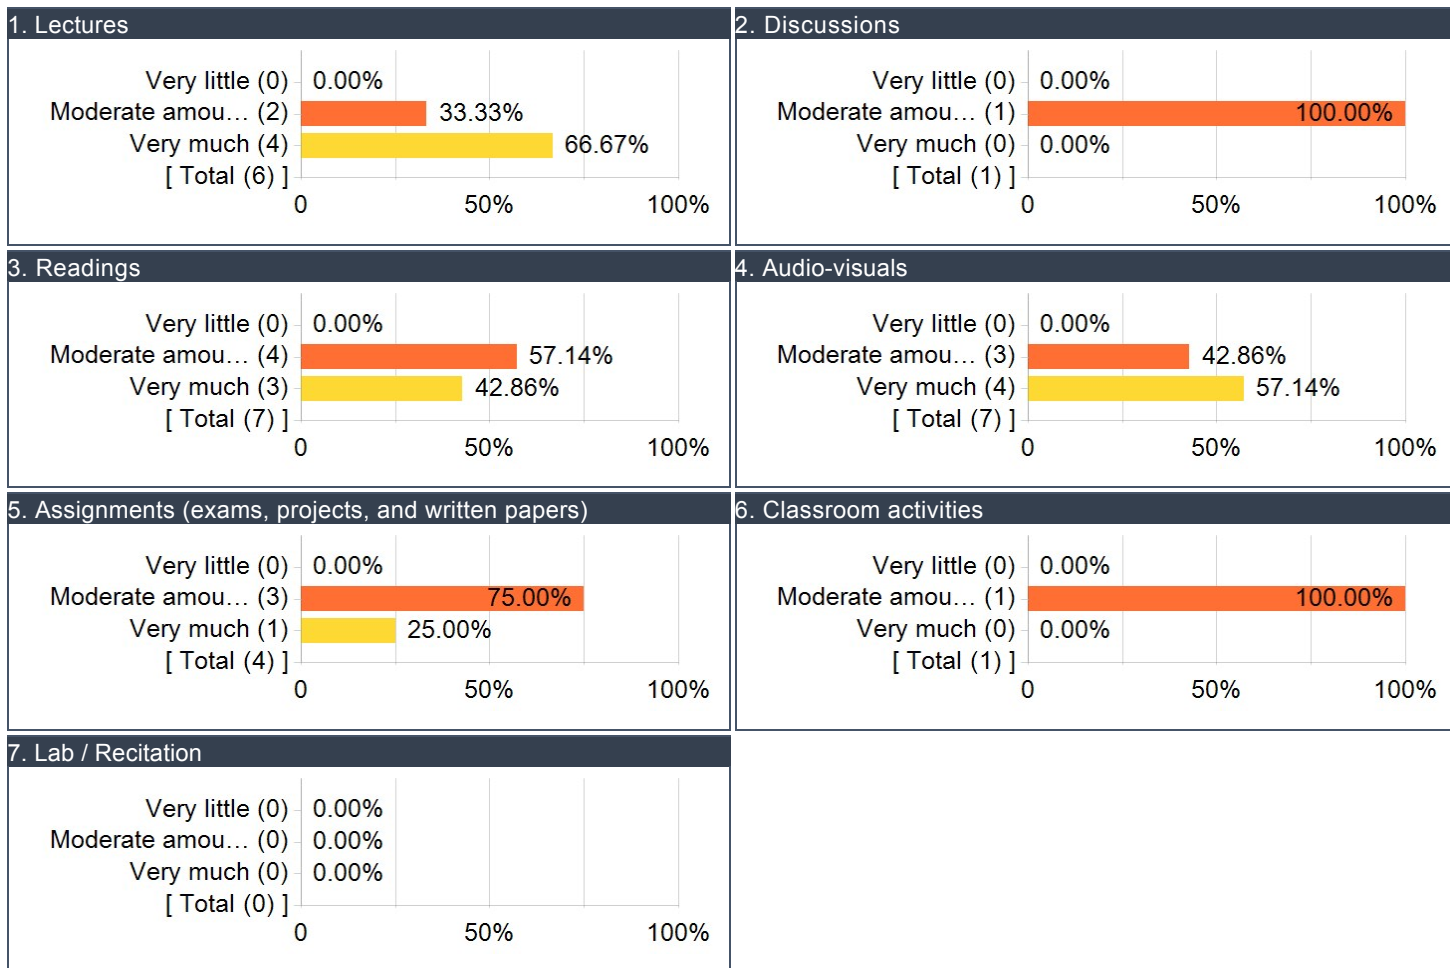 1. Lectures
Very little (0) 0.00%
Moderate amou… (2) 33.33%
Very much (4) 66.67%
[ Total (6) ]
0 50% 100%
2. Discussions
Very little (0) 0.00%
Moderate amou… (1) 100.00%
Very much (0) 0.00%
[ Total (1) ]
0 50% 100%
3. Readings
Very little (0) 0.00%
Moderate amou… (4) 57.14%
Very much (3) 42.86%
[ Total (7) ]
0 50% 100%
4. Audio-visuals
Very little (0) 0.00%
Moderate amou… (3) 42.86%
Very much (4) 57.14%
[ Total (7) ]
0 50% 100%
5. Assignments (exams, projects, and written papers)
Very little (0) 0.00%
Moderate amou… (3) 75.00%
Very much (1) 25.00%
[ Total (4) ]
0 50% 100%
6. Classroom activities
Very little (0) 0.00%
Moderate amou… (1) 100.00%
Very much (0) 0.00%
[ Total (1) ]
0 50% 100%
7. Lab / Recitation
Very little (0) 0.00%
Moderate amou… (0) 0.00%
Very much (0) 0.00%
[ Total (0) ]
0 50% 100%